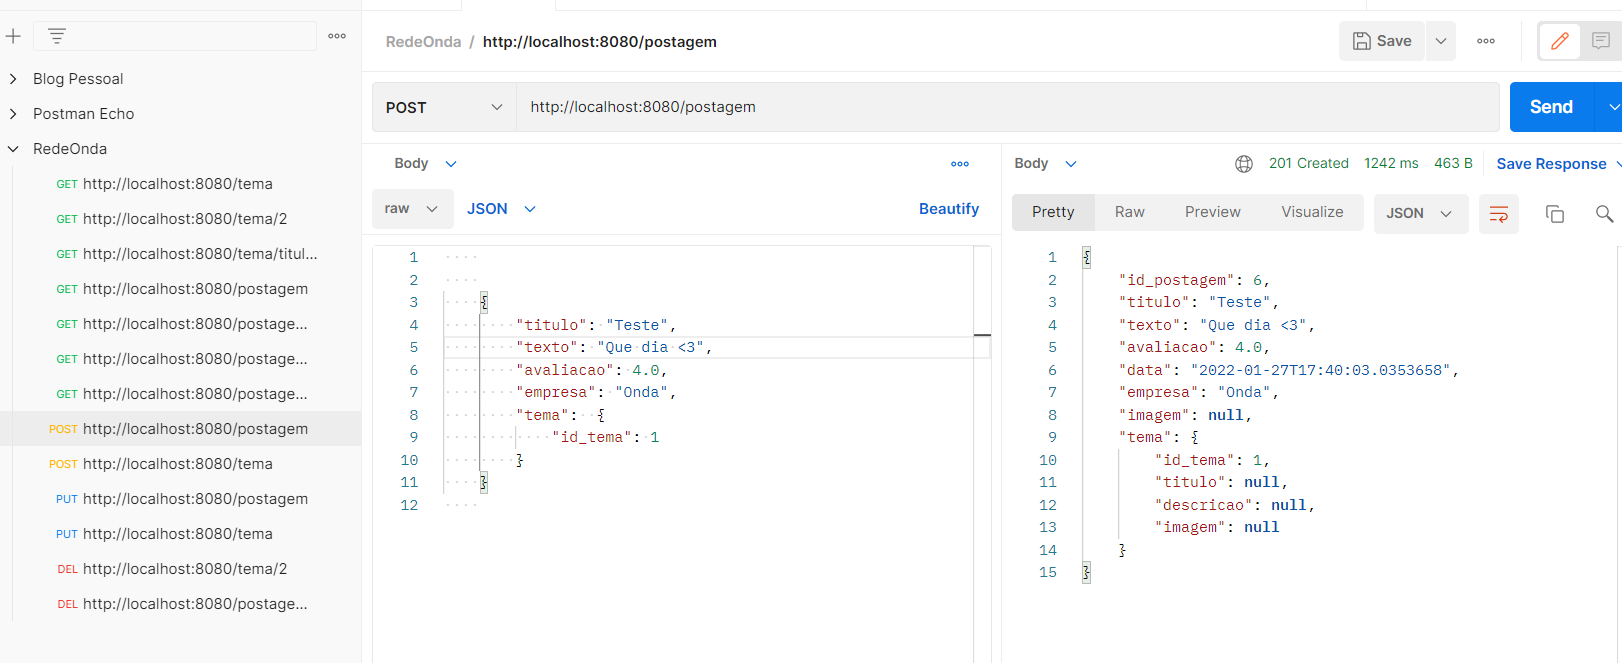 Blog Pessoal
Postman Echo
RedeOnda
GET http://localhost:8080/tema
GET http://localhost:8080/tema/2
GET http://localhost:8080/tema/titul...
GET http://localhost:8080/postagem
GET http://localhost:8080/postage...
GET http://localhost:8080/postage...
GET http://localhost:8080/postage...
POST http://localhost:8080/postagem
POST http://localhost:8080/tema
PUT http://localhost:8080/postagem
PUT http://localhost:8080/tema
DEL http://localhost:8080/tema/2
DEL http://localhost:8080/postage...
RedeOnda / http://localhost:8080/postagem
Save
POST http://localhost:8080/postagem
Send
Body
raw JSON Beautify
1
2
3 {
4 "titulo": "Teste",
5 "texto": "Que dia <3",
6 "avaliacao": 4.0,
7 "empresa": "Onda",
8 "tema": {
9 "id_tema": 1
10 }
11 }
12
Body 201 Created 1242 ms 463 B Save Response
Pretty Raw Preview Visualize JSON
1 {
2 "id_postagem": 6,
3 "titulo": "Teste",
4 "texto": "Que dia <3",
5 "avaliacao": 4.0,
6 "data": "2022-01-27T17:40:03.0353658",
7 "empresa": "Onda",
8 "imagem": null,
9 "tema": {
10 "id_tema": 1,
11 "titulo": null,
12 "descricao": null,
13 "imagem": null
14 }
15 }